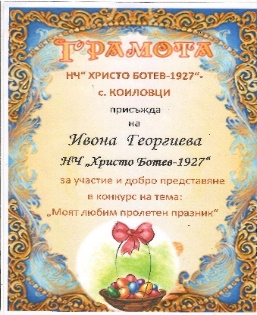 ГРАМОТА
НЧ" ХРИСТО БОТЕВ-1927"-
с. КОИЛОВЦИ
присъжда
на
Ивона Георгиева
НЧ „Христо Ботев-1927“
за участие и добро представяне
в конкурс на тема:
„Моят любим пролетен празник“